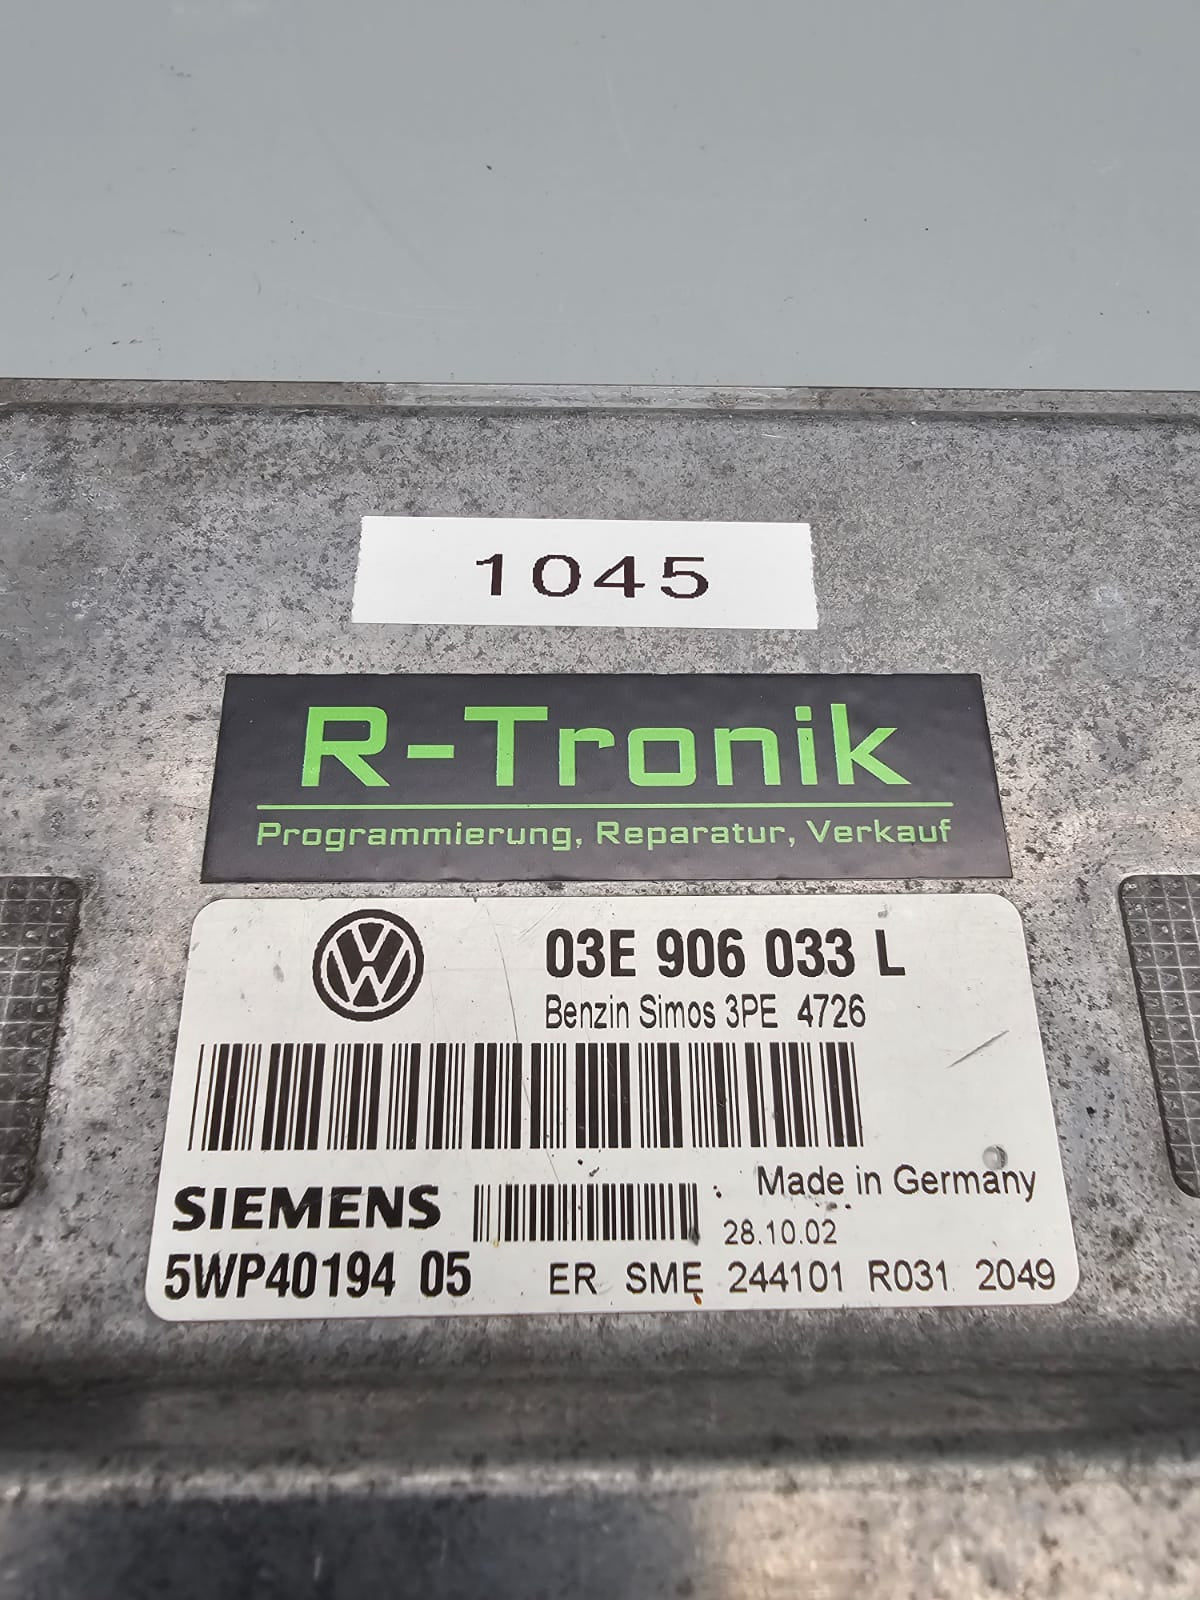 1045
R-Tronik
Programmierung, Reparatur, Verkauf
03E 906 033 L
Benzin Simos 3PE 4726
Made in Germany
SIEMENS
28.10.02
5WP40194 05
ER SME 244101 R031 2049